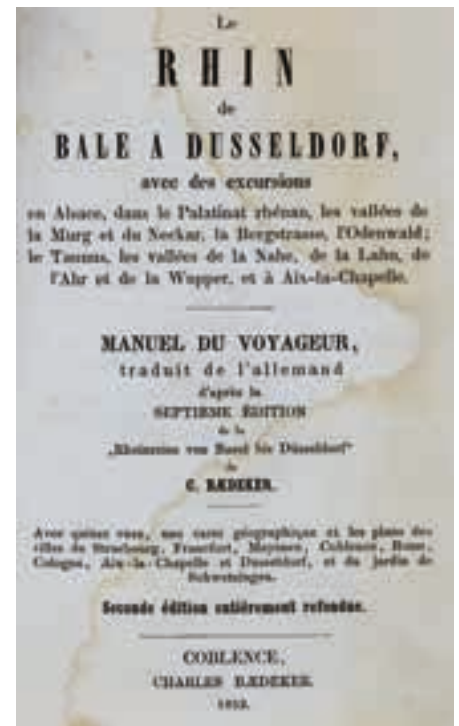 Le
RHIN
de
BALE A DUSSELDORF,
avec des excursions
en Alsace, dans le Palatinat rhénan, les vallées de
la Murg et du Neckar, la Bergstrasse, l'Odenwald;
le Taunus, les vallées de la Nahe, de la Lahn, de
l'Ahr et de la Wupper, et à Aix-la-Chapelle.
MANUEL DU VOYAGEUR,
traduit de l'allemand
d'après la
SEPTIEME ÉDITION
de la
„Rheinreise von Basel bis Düsseldorf“
de
C. BÆDEKER.
Avec quinze vues, une carte géographique et les plans des
villes de Strasbourg, Francfort, Mayence, Coblence, Bonn,
Cologne, Aix-la-Chapelle et Dusseldorf, et du jardin de
Schwetzingen.
Seconde édition entièrement refondue.
COBLENCE,
CHARLES BÆDEKER.